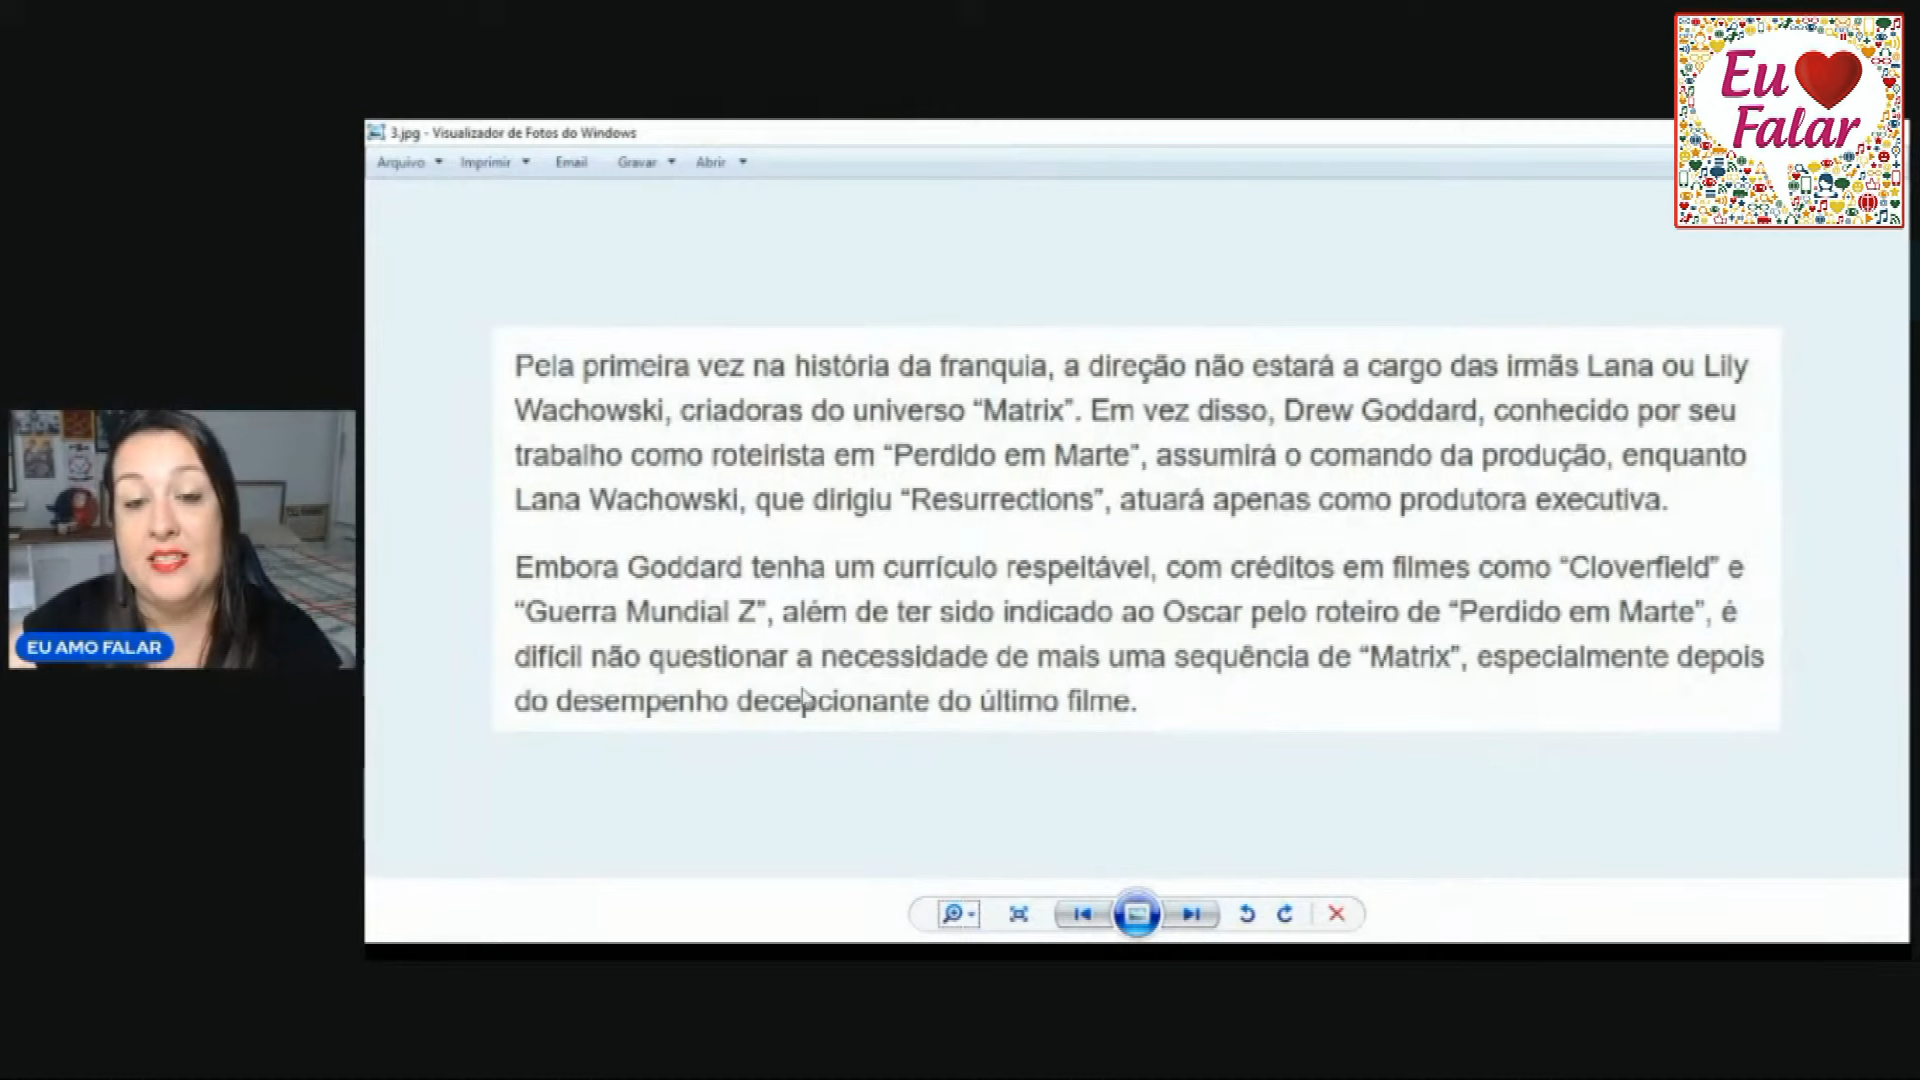 Eu
Falar
3.jpg - Visualizador de Fotos do Windows
Arquivo Imprimir Email Gravar Abrir
Pela primeira vez na história da franquia, a direção não estará a cargo das irmãs Lana ou Lily
Wachowski, criadoras do universo “Matrix”. Em vez disso, Drew Goddard, conhecido por seu
trabalho como roteirista em “Perdido em Marte”, assumirá o comando da produção, enquanto
Lana Wachowski, que dirigiu “Resurrections”, atuará apenas como produtora executiva.
Embora Goddard tenha um currículo respeitável, com créditos em filmes como “Cloverfield” e
“Guerra Mundial Z”, além de ter sido indicado ao Oscar pelo roteiro de “Perdido em Marte”, é
difícil não questionar a necessidade de mais uma sequência de “Matrix”, especialmente depois
do desempenho decepcionante do último filme.
EU AMO FALAR